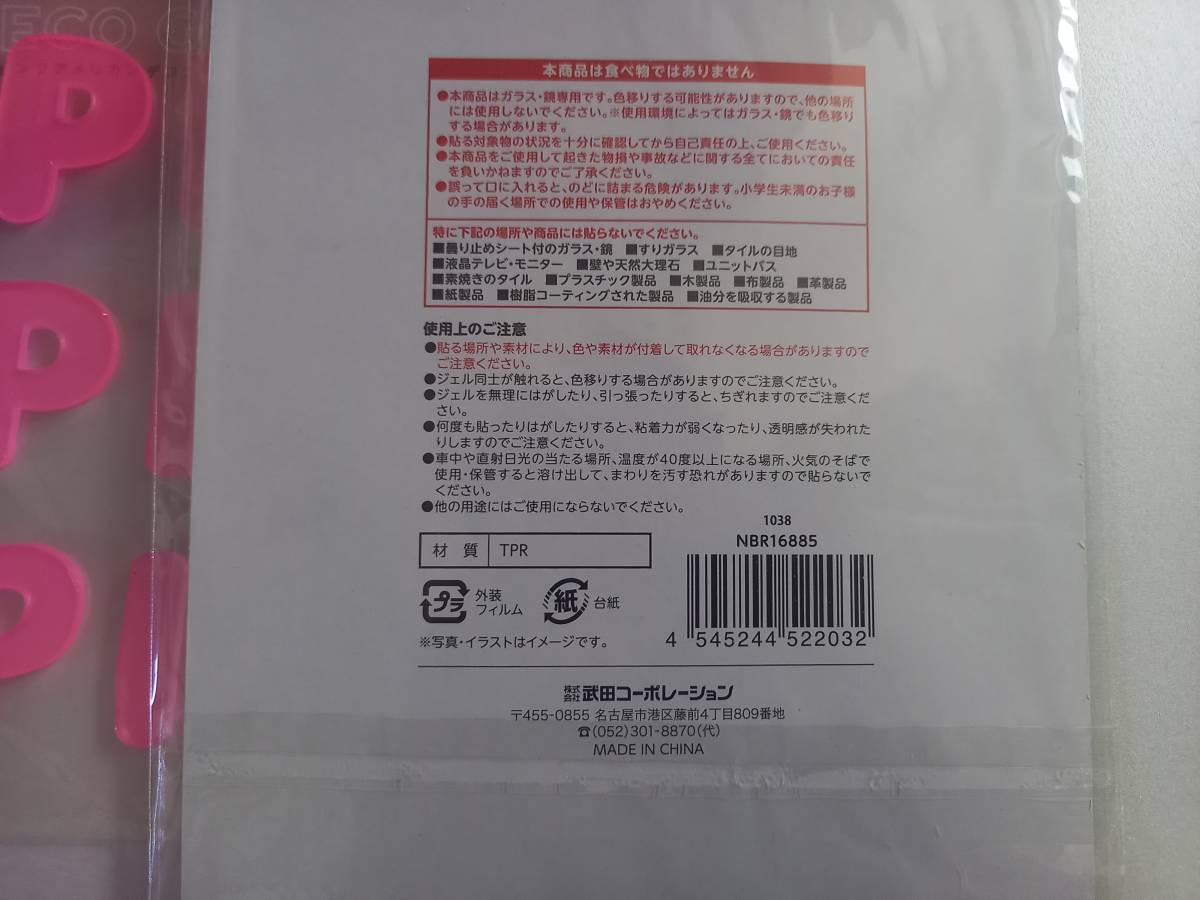 ECO G
本商品は食べ物ではありません
●本商品はガラス・鏡専用です。色移りする可能性がありますので、他の場所
には使用しないでください。※使用環境によってはガラス・鏡でも色移り
する場合があります。
●貼る対象物の状況を十分に確認してから自己責任の上、ご使用ください。
●本商品をご使用して起きた物損や事故などに関する全てにおいての責任
を負いかねますのでご了承ください。
●誤って口に入れると、のどに詰まる危険があります。小学生未満のお子様
の手の届く場所での使用や保管はおやめください。
特に下記の場所や商品には貼らないでください。
■曇り止めシート付のガラス・鏡 ■すりガラス ■タイルの目地
■液晶テレビ・モニター ■壁や天然大理石 ■ユニットバス
■素焼きのタイル ■プラスチック製品 ■木製品 ■布製品 ■革製品
■紙製品 ■樹脂コーティングされた製品 ■油分を吸収する製品
使用上のご注意
●貼る場所や素材により、色や素材が付着して取れなくなる場合がありますので
ご注意ください。
●ジェル同士が触れると、色移りする場合がありますのでご注意ください。
●ジェルを無理にはがしたり、引っ張ったりすると、ちぎれますのでご注意くだ
さい。
●何度も貼ったりはがしたりすると、粘着力が弱くなったり、透明感が失われた
りしますのでご注意ください。
●車中や直射日光の当たる場所、温度が40度以上になる場所、火気のそばで
使用・保管すると溶け出して、まわりを汚す恐れがありますので貼らないで
ください。
●他の用途にはご使用にならないでください。
材質 TPR
プラ 外装
フィルム
紙 台紙
※写真・イラストはイメージです。
1038
NBR16885
4 545244 522032
株式会社 武田コーポレーション
〒455-0855 名古屋市港区藤前4丁目809番地
☎(052)301-8870(代)
MADE IN CHINA
P
P
P